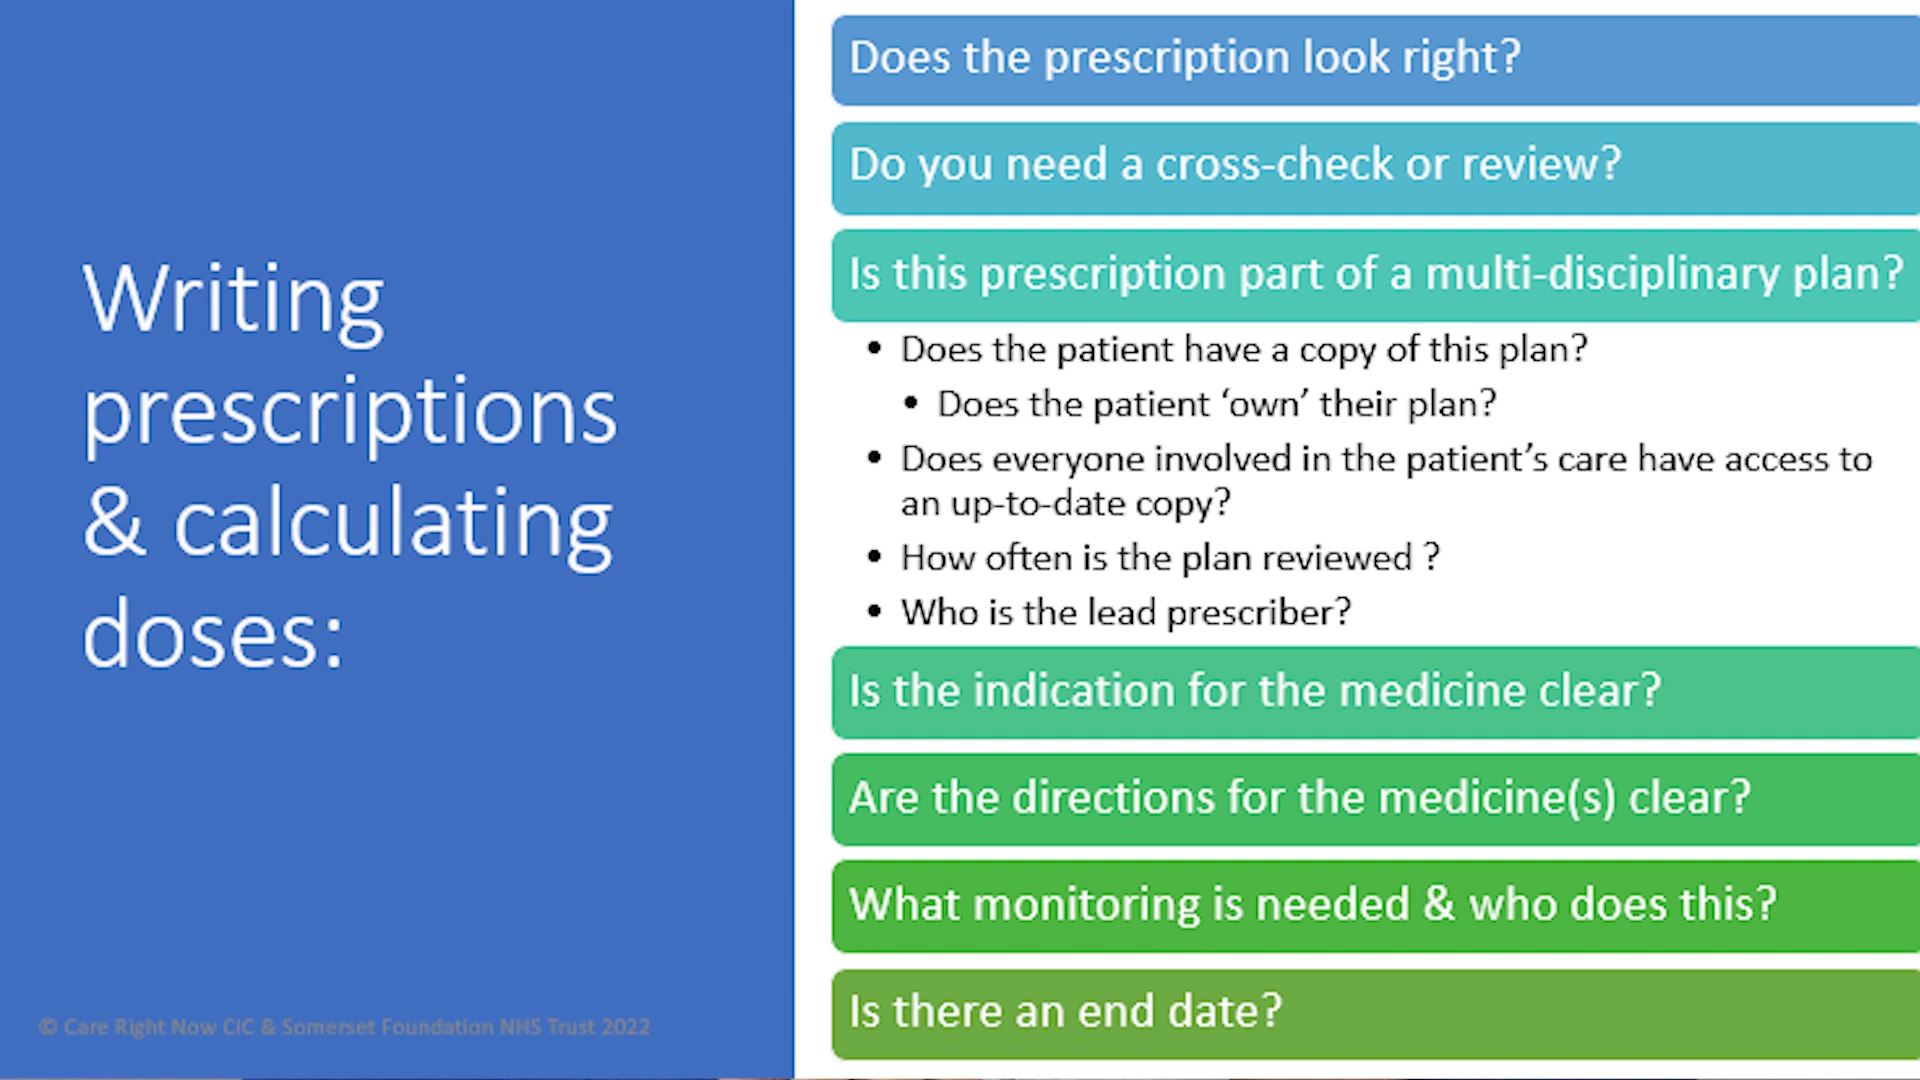 Writing
prescriptions
& calculating
doses:
© Care Right Now CIC & Somerset Foundation NHS Trust 2022
Does the prescription look right?
Do you need a cross-check or review?
Is this prescription part of a multi-disciplinary plan?
• Does the patient have a copy of this plan?
• Does the patient ‘own’ their plan?
• Does everyone involved in the patient’s care have access to
an up-to-date copy?
• How often is the plan reviewed ?
• Who is the lead prescriber?
Is the indication for the medicine clear?
Are the directions for the medicine(s) clear?
What monitoring is needed & who does this?
Is there an end date?